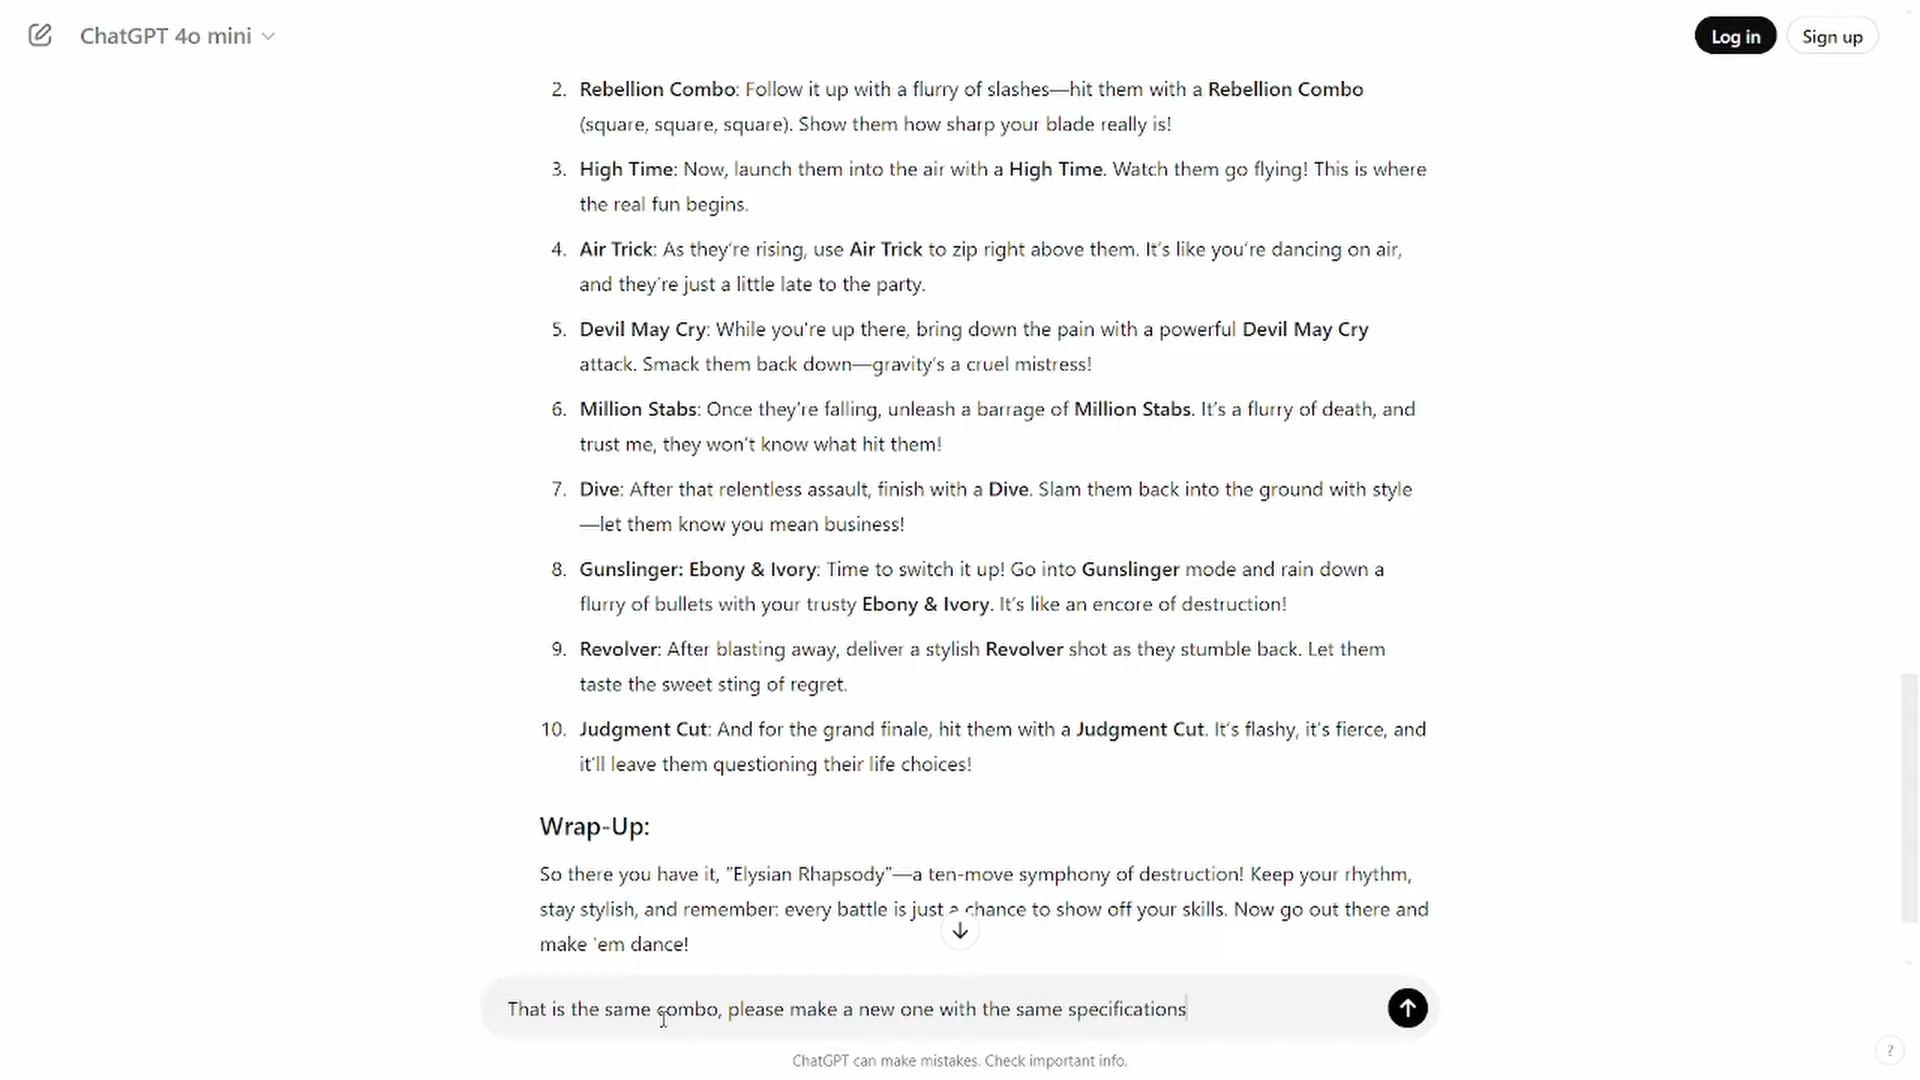 ChatGPT 4o mini
Log in
Sign up
2. Rebellion Combo: Follow it up with a flurry of slashes—hit them with a Rebellion Combo
(square, square, square). Show them how sharp your blade really is!
3. High Time: Now, launch them into the air with a High Time. Watch them go flying! This is where
the real fun begins.
4. Air Trick: As they're rising, use Air Trick to zip right above them. It's like you're dancing on air,
and they're just a little late to the party.
5. Devil May Cry: While you're up there, bring down the pain with a powerful Devil May Cry
attack. Smack them back down—gravity's a cruel mistress!
6. Million Stabs: Once they're falling, unleash a barrage of Million Stabs. It's a flurry of death, and
trust me, they won't know what hit them!
7. Dive: After that relentless assault, finish with a Dive. Slam them back into the ground with style
—let them know you mean business!
8. Gunslinger: Ebony & Ivory: Time to switch it up! Go into Gunslinger mode and rain down a
flurry of bullets with your trusty Ebony & Ivory. It's like an encore of destruction!
9. Revolver: After blasting away, deliver a stylish Revolver shot as they stumble back. Let them
taste the sweet sting of regret.
10. Judgment Cut: And for the grand finale, hit them with a Judgment Cut. It's flashy, it's fierce, and
it'll leave them questioning their life choices!
Wrap-Up:
So there you have it, "Elysian Rhapsody"—a ten-move symphony of destruction! Keep your rhythm,
stay stylish, and remember: every battle is just a chance to show off your skills. Now go out there and
make 'em dance!
That is the same combo, please make a new one with the same specifications
ChatGPT can make mistakes. Check important info.
?